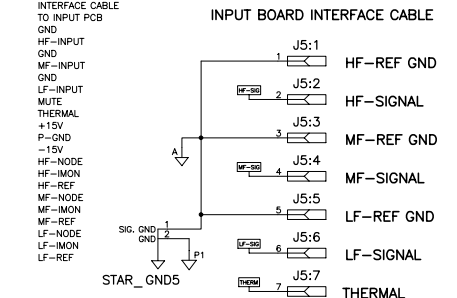 INTERFACE CABLE
TO INPUT PCB
GND
HF-INPUT
GND
MF-INPUT
GND
LF-INPUT
MUTE
THERMAL
+15V
P-GND
-15V
HF-NODE
HF-IMON
HF-REF
MF-NODE
MF-IMON
MF-REF
LF-NODE
LF-IMON
LF-REF
INPUT BOARD INTERFACE CABLE
J5:1
1
HF-REF GND
J5:2
HF-SIG
2
HF-SIGNAL
J5:3
3
MF-REF GND
A
J5:4
MF-SIG
4
MF-SIGNAL
J5:5
5
LF-REF GND
SIG. GND 1
GND 2
P1
STAR_GND5
J5:6
LF-SIG
6
LF-SIGNAL
J5:7
THERM
7
THERMAL